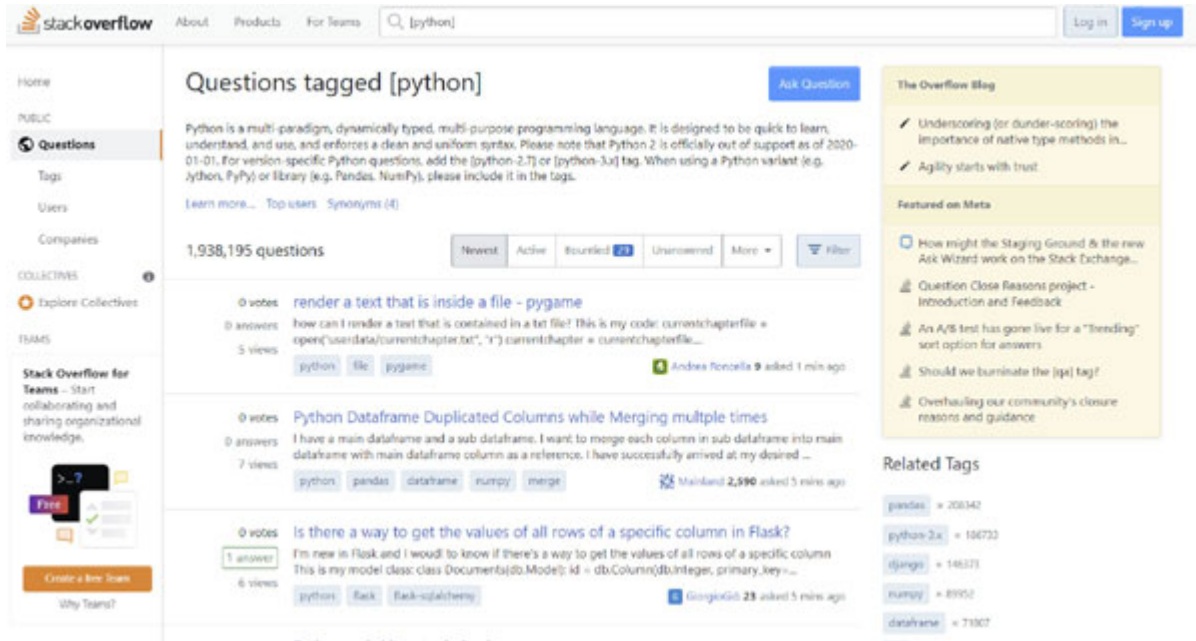 stackoverflow
About Products For Teams
[python]
Log in
Sign up
Home
PUBLIC
Questions
Tags
Users
Companies
COLLECTIVES
Explore Collectives
TEAMS
Stack Overflow for
Teams – Start
collaborating and
sharing organizational
knowledge.
>_?
Free
Create a free Team
Why Teams?
Questions tagged [python]
Ask Question
Python is a multi-paradigm, dynamically typed, multi-purpose programming language. It is designed to be quick to learn,
understand, and use, and enforces a clean and uniform syntax. Please note that Python 2 is officially out of support as of 2020-
01-01. For version-specific Python questions, add the [python-2.7] or [python-3.x] tag. When using a Python variant (e.g.
Jython, PyPy) or library (e.g. Pandas, NumPy), please include it in the tags.
Learn more... Top users Synonyms (4)
1,938,195 questions
Newest Active Bountied 29 Unanswered More
Filter
0 votes
0 answers
5 views
render a text that is inside a file - pygame
how can I render a text that is contained in a txt file? This is my code: currentchapterfile =
open("userdata/currentchapter.txt", "r") currentchapter = currentchapterfile....
python file pygame
Andrea Roncella 9 asked 1 min ago
0 votes
0 answers
7 views
Python Dataframe Duplicated Columns while Merging multple times
I have a main dataframe and a sub dataframe. I want to merge each column in sub dataframe into main
dataframe with main dataframe column as a reference. I have successfully arrived at my desired ...
python pandas dataframe numpy merge
Mainland 2,590 asked 5 mins ago
0 votes
1 answer
6 views
Is there a way to get the values of all rows of a specific column in Flask?
I'm new in Flask and I woudl to know if there's a way to get the values of all rows of a specific column
This is my model class: class Documents(db.Model): id = db.Column(db.Integer, primary_key=...
python flask flask-sqlalchemy
GiorgioGiò 23 asked 5 mins ago
The Overflow Blog
Underscoring (or dunder-scoring) the
importance of native type methods in...
Agility starts with trust
Featured on Meta
How might the Staging Ground & the new
Ask Wizard work on the Stack Exchange...
Question Close Reasons project -
Introduction and Feedback
An A/B test has gone live for a "Trending"
sort option for answers
Should we burninate the [qa] tag?
Overhauling our community's closure
reasons and guidance
Related Tags
pandas × 208342
python-3.x
django
numpy × 89952
dataframe × 71007